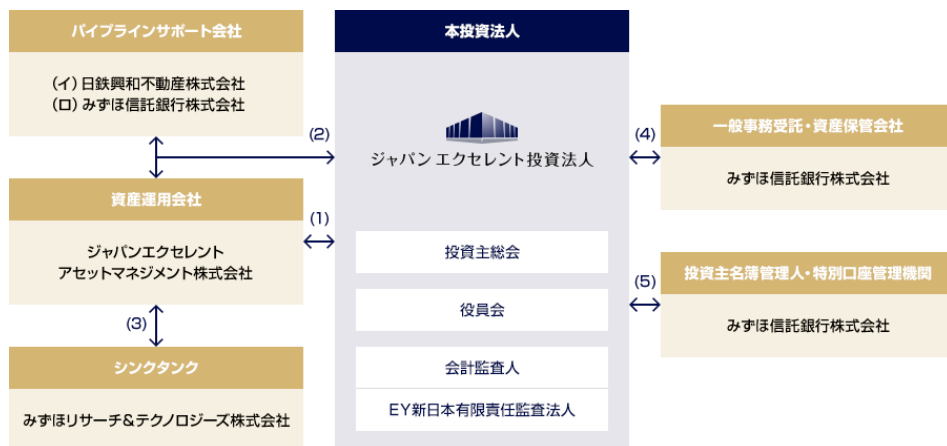 パイプラインサポート会社
(イ)日鉄興和不動産株式会社
(ロ)みずほ信託銀行株式会社
資産運用会社
ジャパンエクセレント
アセットマネジメント株式会社
シンクタンク
みずほリサーチ&テクノロジーズ株式会社
(1)
(2)
(3)
本投資法人
ジャパン エクセレント投資法人
投資主総会
役員会
会計監査人
EY新日本有限責任監査法人
(4)
(5)
一般事務受託・資産保管会社
みずほ信託銀行株式会社
投資主名簿管理人・特別口座管理機関
みずほ信託銀行株式会社